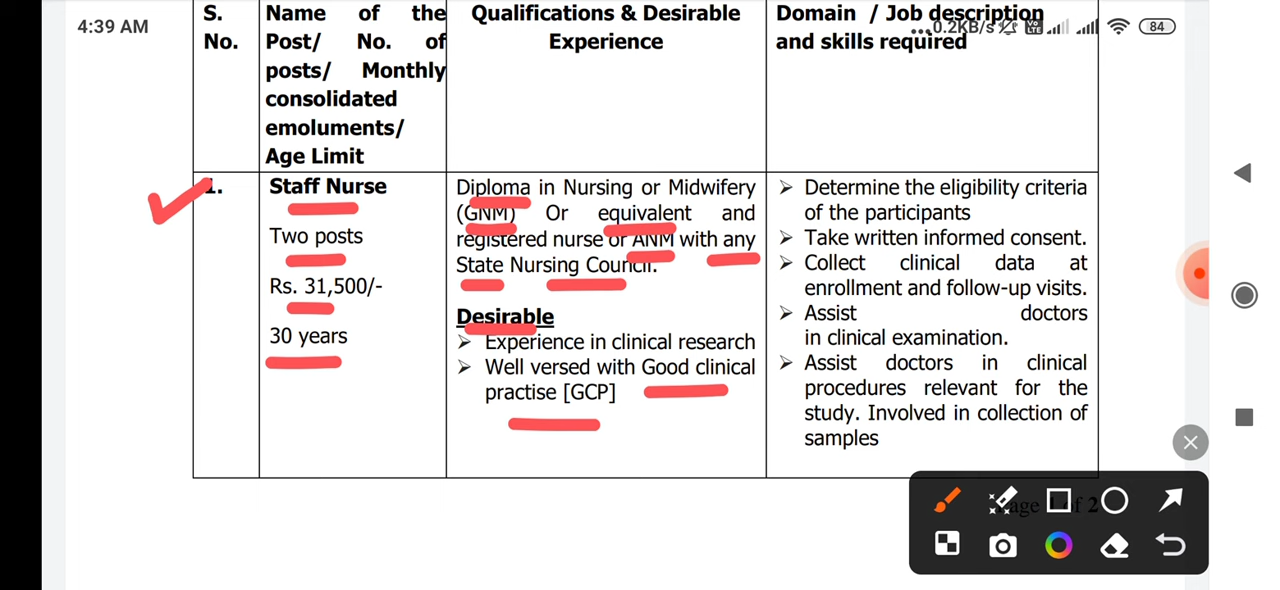 4:39 AM
...0.2KB/s
84
S.
No.
Name of the
Post/ No. of
posts/ Monthly
consolidated
emoluments/
Age Limit
Qualifications & Desirable
Experience
Domain / Job description
and skills required
1.
Staff Nurse
Two posts
Rs. 31,500/-
30 years
Diploma in Nursing or Midwifery
(GNM) Or equivalent and
registered nurse or ANM with any
State Nursing Council.
Desirable
➢ Experience in clinical research
➢ Well versed with Good clinical
practise [GCP]
➢ Determine the eligibility criteria
of the participants
➢ Take written informed consent.
➢ Collect clinical data at
enrollment and follow-up visits.
➢ Assist doctors
in clinical examination.
➢ Assist doctors in clinical
procedures relevant for the
study. Involved in collection of
samples
Page 1 of 2